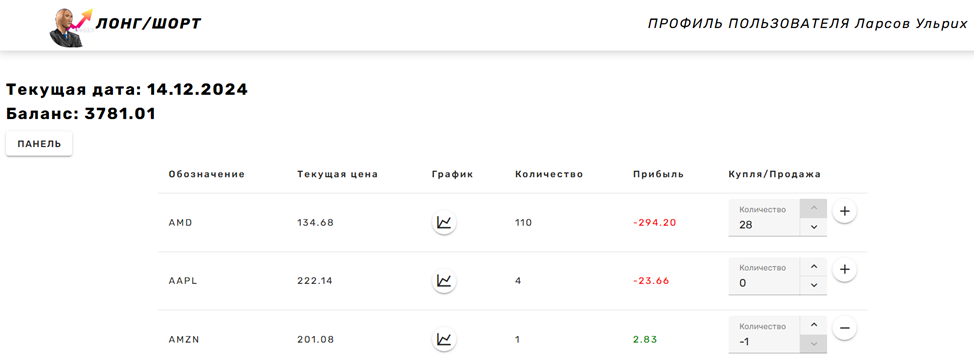 ЛОНГ/ШОРТ ПРОФИЛЬ ПОЛЬЗОВАТЕЛЯ Ларсов Ульрих
Текущая дата: 14.12.2024
Баланс: 3781.01
ПАНЕЛЬ
Обозначение Текущая цена График Количество Прибыль Купля/Продажа
AMD 134.68 110 -294.20 Количество 28 +
AAPL 222.14 4 -23.66 Количество 0 +
AMZN 201.08 1 2.83 Количество -1 −